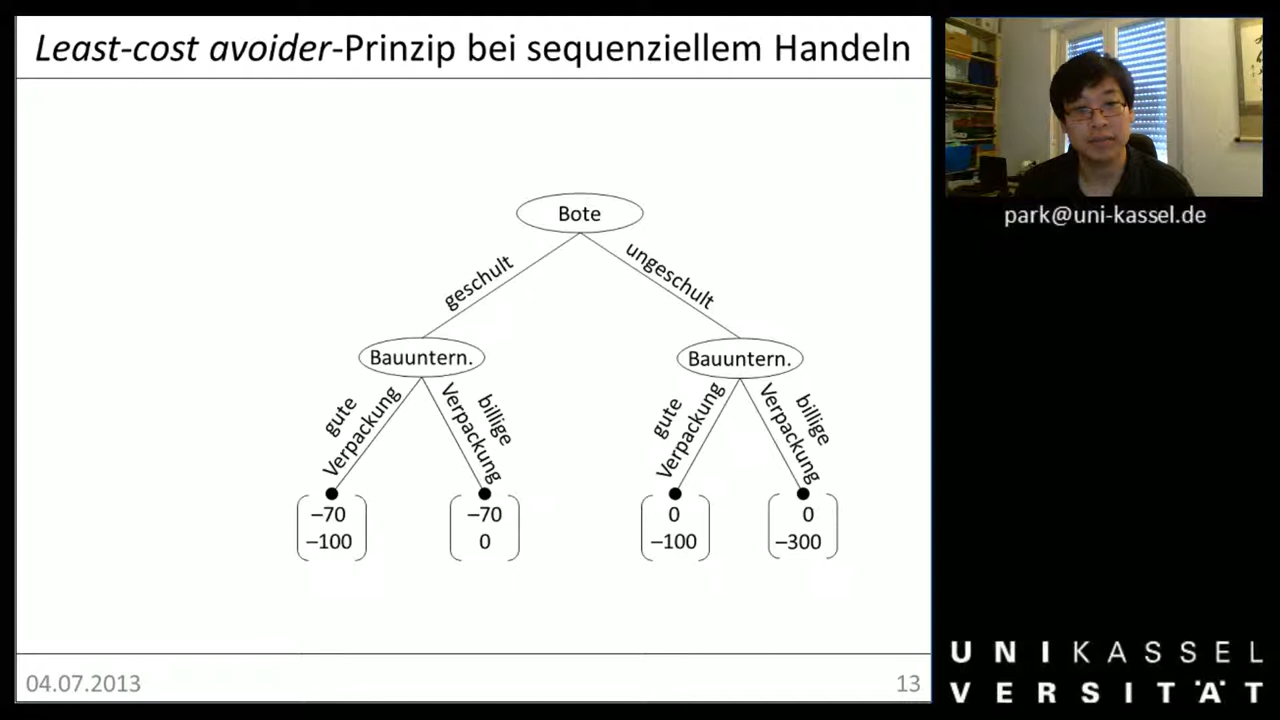 Least-cost avoider-Prinzip bei sequenziellem Handeln
park@uni-kassel.de
Bote
geschult
ungeschult
Bauuntern.
Bauuntern.
gute
Verpackung
billige
Verpackung
gute
Verpackung
billige
Verpackung
–70
–100
–70
0
0
–100
0
–300
04.07.2013
13
UNIKASSEL
VERSITÄT